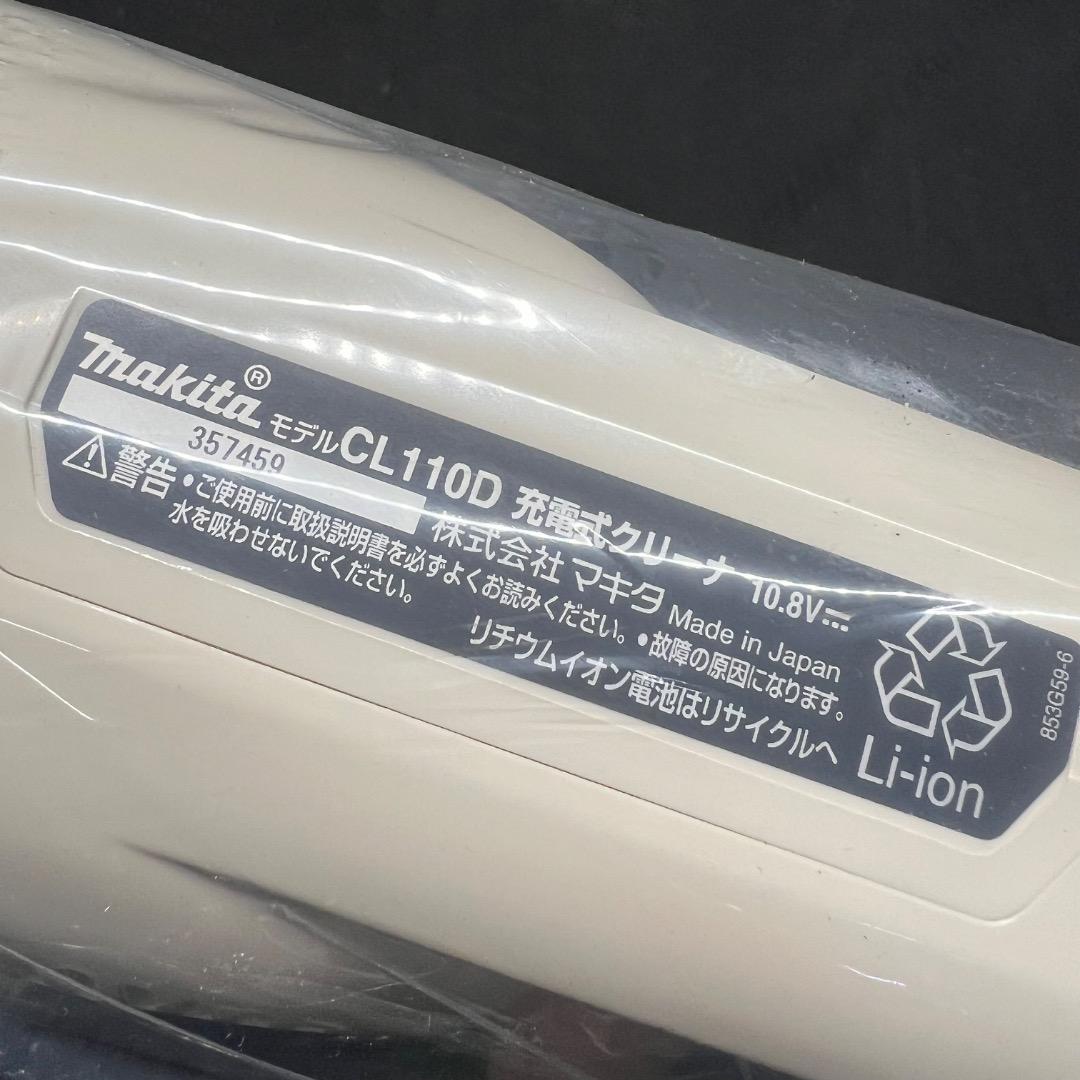 makita® モデルCL110D 充電式クリーナ 10.8V⎓
357459 株式会社マキタ Made in Japan
⚠警告 •ご使用前に取扱説明書を必ずよくお読みください。•故障の原因になります。
水を吸わせないでください。 リチウムイオン電池はリサイクルへ
Li-ion
853G59-6